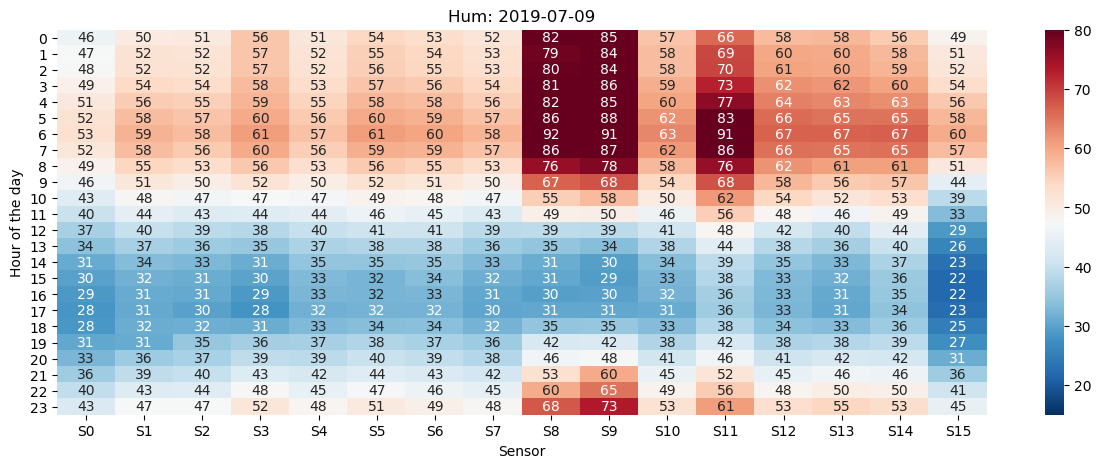 Hum: 2019-07-09
Hour of the day
0 46 50 51 56 51 54 53 52 82 85 57 66 58 58 56 49
1 47 52 52 57 52 55 54 53 79 84 58 69 60 60 58 51
2 48 52 52 57 52 56 55 53 80 84 58 70 61 60 59 52
3 49 54 54 58 53 57 56 54 81 86 59 73 62 62 60 54
4 51 56 55 59 55 58 58 56 82 85 60 77 64 63 63 56
5 52 58 57 60 56 60 59 57 86 88 62 83 66 65 65 58
6 53 59 58 61 57 61 60 58 92 91 63 91 67 67 67 60
7 52 58 56 60 56 59 59 57 86 87 62 86 66 65 65 57
8 49 55 53 56 53 56 55 53 76 78 58 76 62 61 61 51
9 46 51 50 52 50 52 51 50 67 68 54 68 58 56 57 44
10 43 48 47 47 47 49 48 47 55 58 50 62 54 52 53 39
11 40 44 43 44 44 46 45 43 49 50 46 56 48 46 49 33
12 37 40 39 38 40 41 41 39 39 39 41 48 42 40 44 29
13 34 37 36 35 37 38 38 36 35 34 38 44 38 36 40 26
14 31 34 33 31 35 35 35 33 31 30 34 39 35 33 37 23
15 30 32 31 30 33 32 34 32 31 29 33 38 33 32 36 22
16 29 31 31 29 33 32 33 31 30 30 32 36 33 31 35 22
17 28 31 30 28 32 32 32 30 31 31 31 36 33 31 34 23
18 28 32 32 31 33 34 34 32 35 35 33 38 34 33 36 25
19 31 31 35 36 37 38 37 36 42 42 38 42 38 38 39 27
20 33 36 37 39 39 40 39 38 46 48 41 46 41 42 42 31
21 36 39 40 43 42 44 43 42 53 60 45 52 45 46 46 36
22 40 43 44 48 45 47 46 45 60 65 49 56 48 50 50 41
23 43 47 47 52 48 51 49 48 68 73 53 61 53 55 53 45
S0 S1 S2 S3 S4 S5 S6 S7 S8 S9 S10 S11 S12 S13 S14 S15
Sensor
80
70
60
50
40
30
20